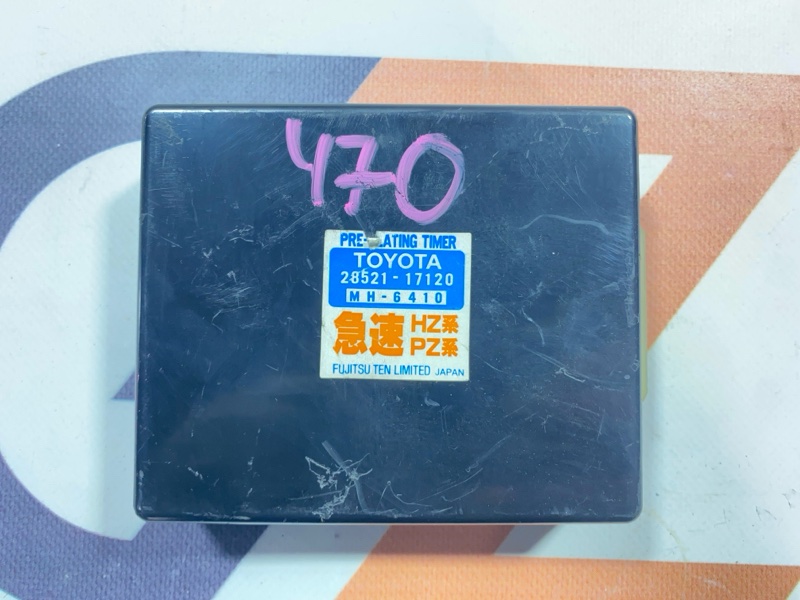 470
TIMER
TOYOTA
28521-17120
MH-6410
急速 HZ系
PZ系
FUJITSU TEN LIMITED JAPAN